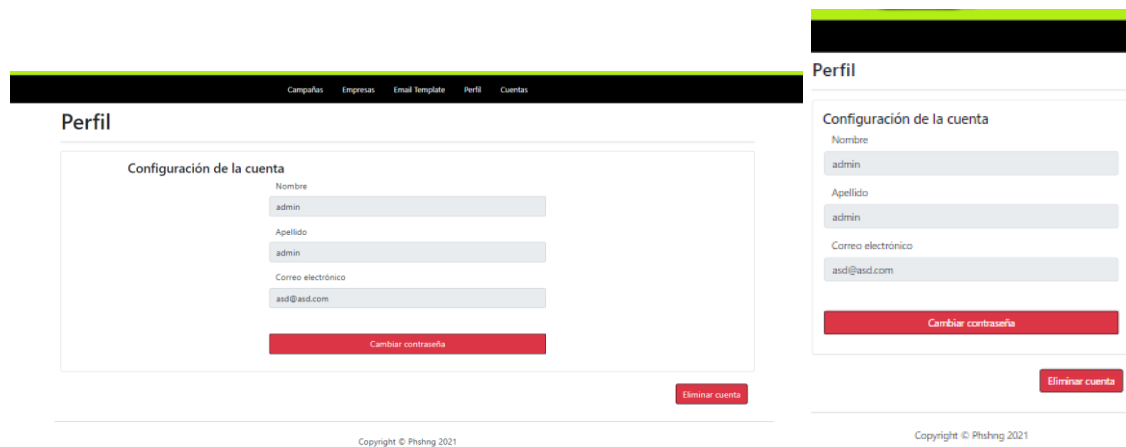 Campañas Empresas Email Template Perfil Cuentas
Perfil
Configuración de la cuenta
Nombre
admin
Apellido
admin
Correo electrónico
asd@asd.com
Cambiar contraseña
Eliminar cuenta
Copyright © Phshng 2021
Perfil
Configuración de la cuenta
Nombre
admin
Apellido
admin
Correo electrónico
asd@asd.com
Cambiar contraseña
Eliminar cuenta
Copyright © Phshng 2021